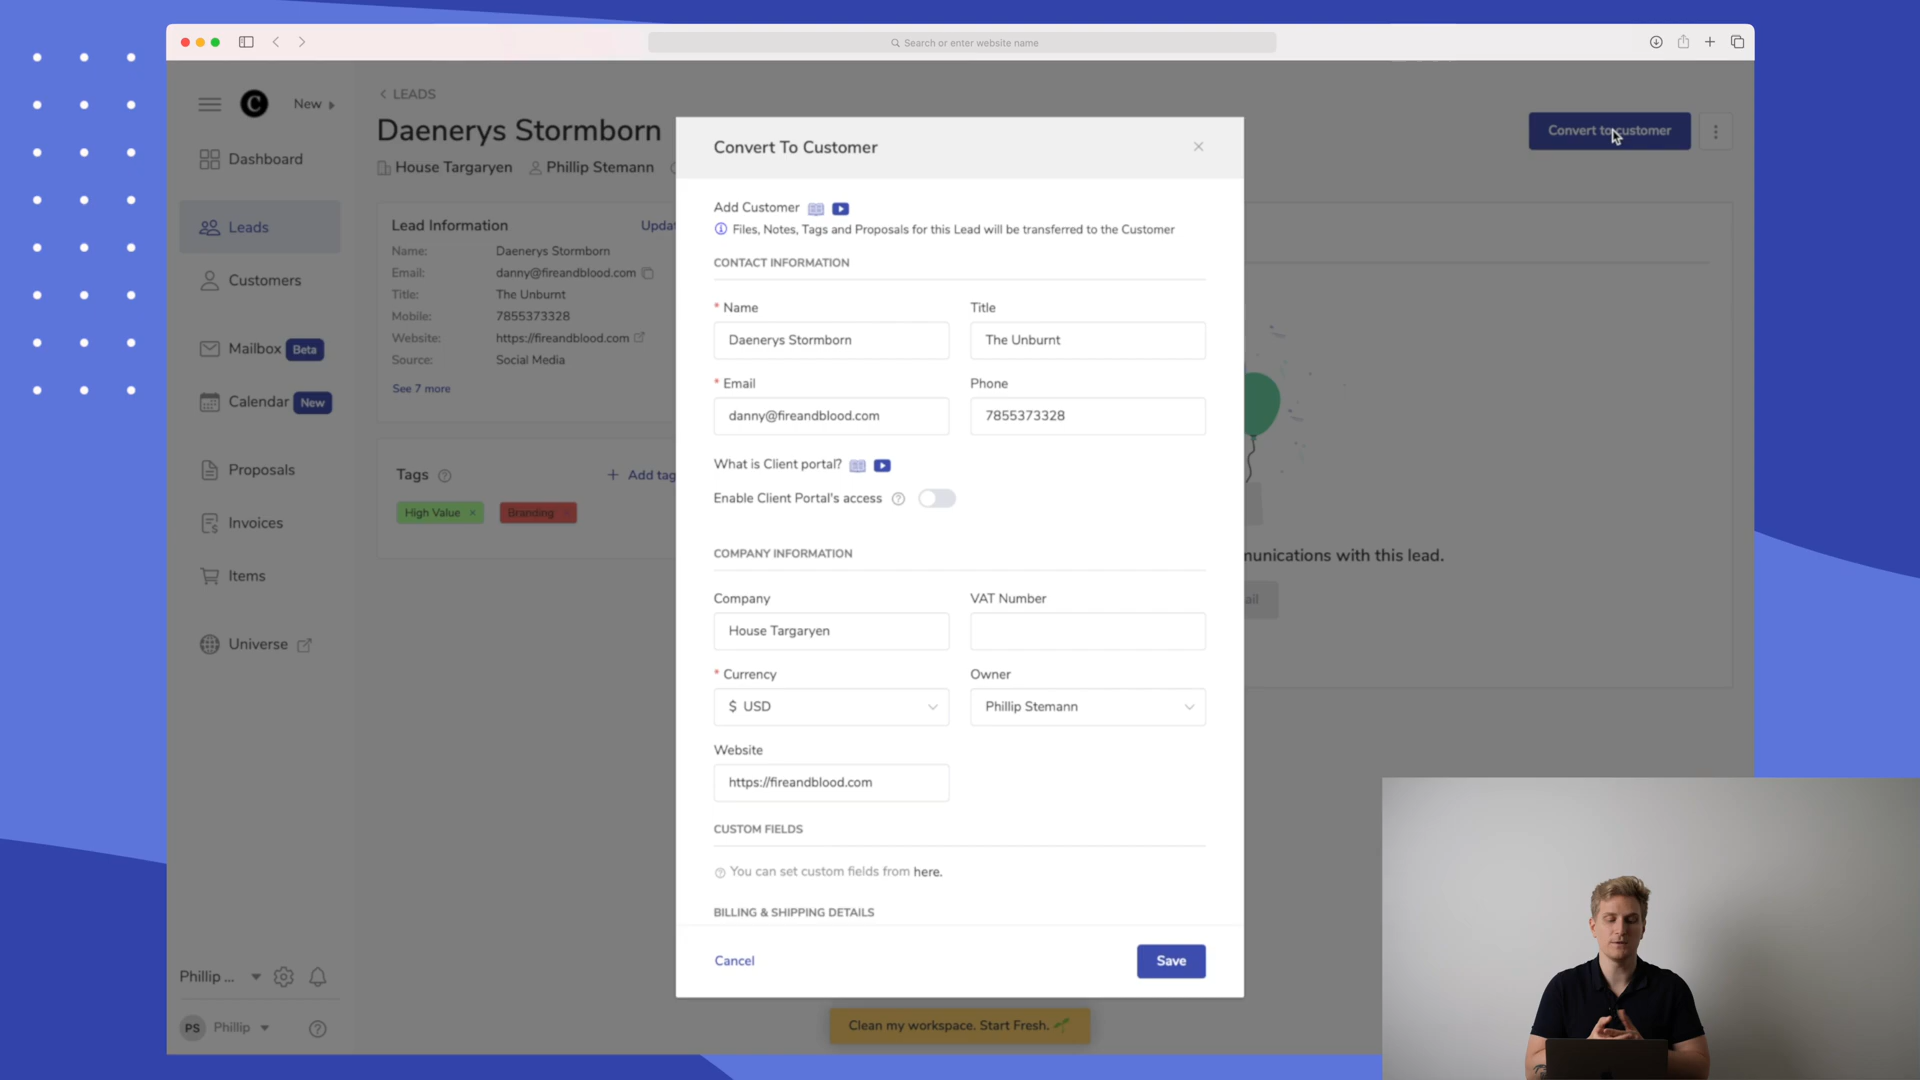 Search or enter website name
C
New
LEADS
Daenerys Stormborn
House Targaryen
Phillip Stemann
Convert to customer
Dashboard
Leads
Customers
Mailbox Beta
Calendar New
Proposals
Invoices
Items
Universe
Phillip ...
PS Phillip
Lead Information
Name: Daenerys Stormborn
Email: danny@fireandblood.com
Title: The Unburnt
Mobile: 7855373328
Website: https://fireandblood.com
Source: Social Media
See 7 more
Tags
+ Add tag
High Value ×
Branding
Convert To Customer
Add Customer
Files, Notes, Tags and Proposals for this Lead will be transferred to the Customer
CONTACT INFORMATION
* Name
Title
Daenerys Stormborn
The Unburnt
* Email
Phone
danny@fireandblood.com
7855373328
What is Client portal?
Enable Client Portal's access
COMPANY INFORMATION
Company
VAT Number
House Targaryen
* Currency
Owner
$ USD
Phillip Stemann
Website
https://fireandblood.com
CUSTOM FIELDS
You can set custom fields from here.
BILLING & SHIPPING DETAILS
Cancel
Save
with this lead.
Clean my workspace. Start Fresh.